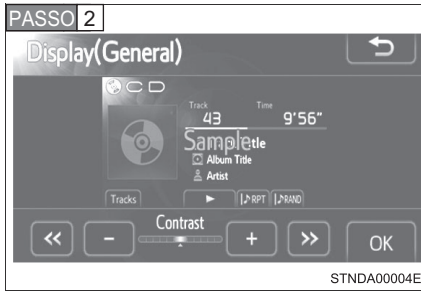 PASSO 2
Display(General)
CD
Track Time
43 9'56"
Sample
Album Title
Artist
Tracks RPT RAND
Contrast
OK
STNDA00004E